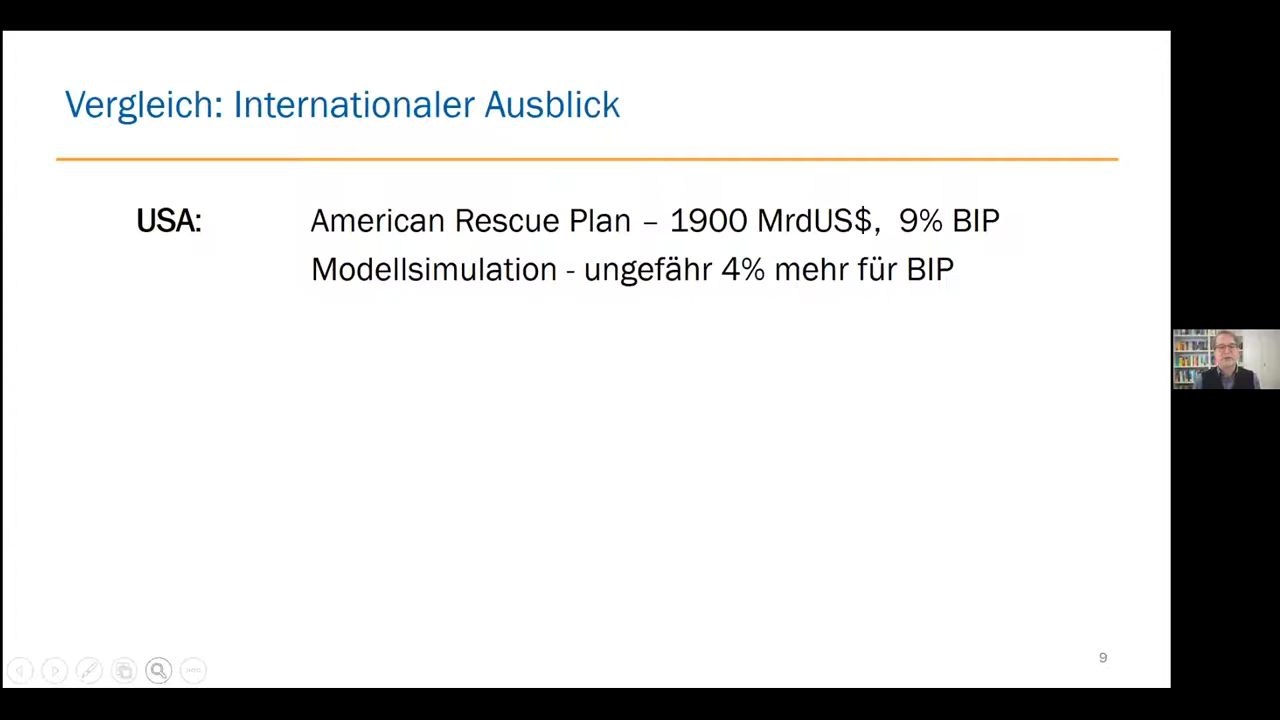 Vergleich: Internationaler Ausblick
USA: American Rescue Plan – 1900 MrdUS$, 9% BIP
Modellsimulation - ungefähr 4% mehr für BIP
9